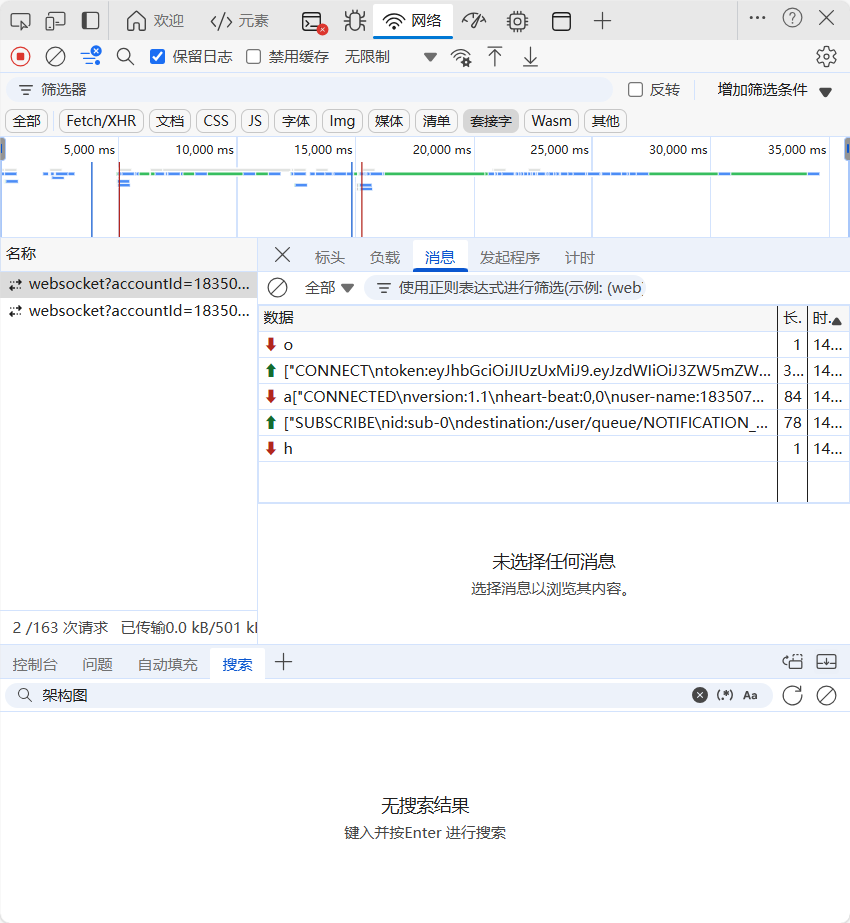 欢迎 </> 元素 网络
保留日志 禁用缓存 无限制
筛选器 反转 增加筛选条件
全部 Fetch/XHR 文档 CSS JS 字体 Img 媒体 清单 套接字 Wasm 其他
5,000 ms 10,000 ms 15,000 ms 20,000 ms 25,000 ms 30,000 ms 35,000 ms
名称 标头 负载 消息 发起程序 计时
websocket?accountId=18350...
websocket?accountId=18350...
全部 使用正则表达式进行筛选(示例: (web
数据 长. 时.
o 1 14...
["CONNECT\ntoken:eyJhbGciOiJIUzUxMiJ9.eyJzdWIiOiJ3ZW5mZW... 3... 14...
a["CONNECTED\nversion:1.1\nheart-beat:0,0\nuser-name:183507... 84 14...
["SUBSCRIBE\nid:sub-0\ndestination:/user/queue/NOTIFICATION_... 78 14...
h 1 14...
未选择任何消息
选择消息以浏览其内容。
2 /163 次请求 已传输0.0 kB/501 kl
控制台 问题 自动填充 搜索
架构图 (.*) Aa
无搜索结果
键入并按Enter 进行搜索